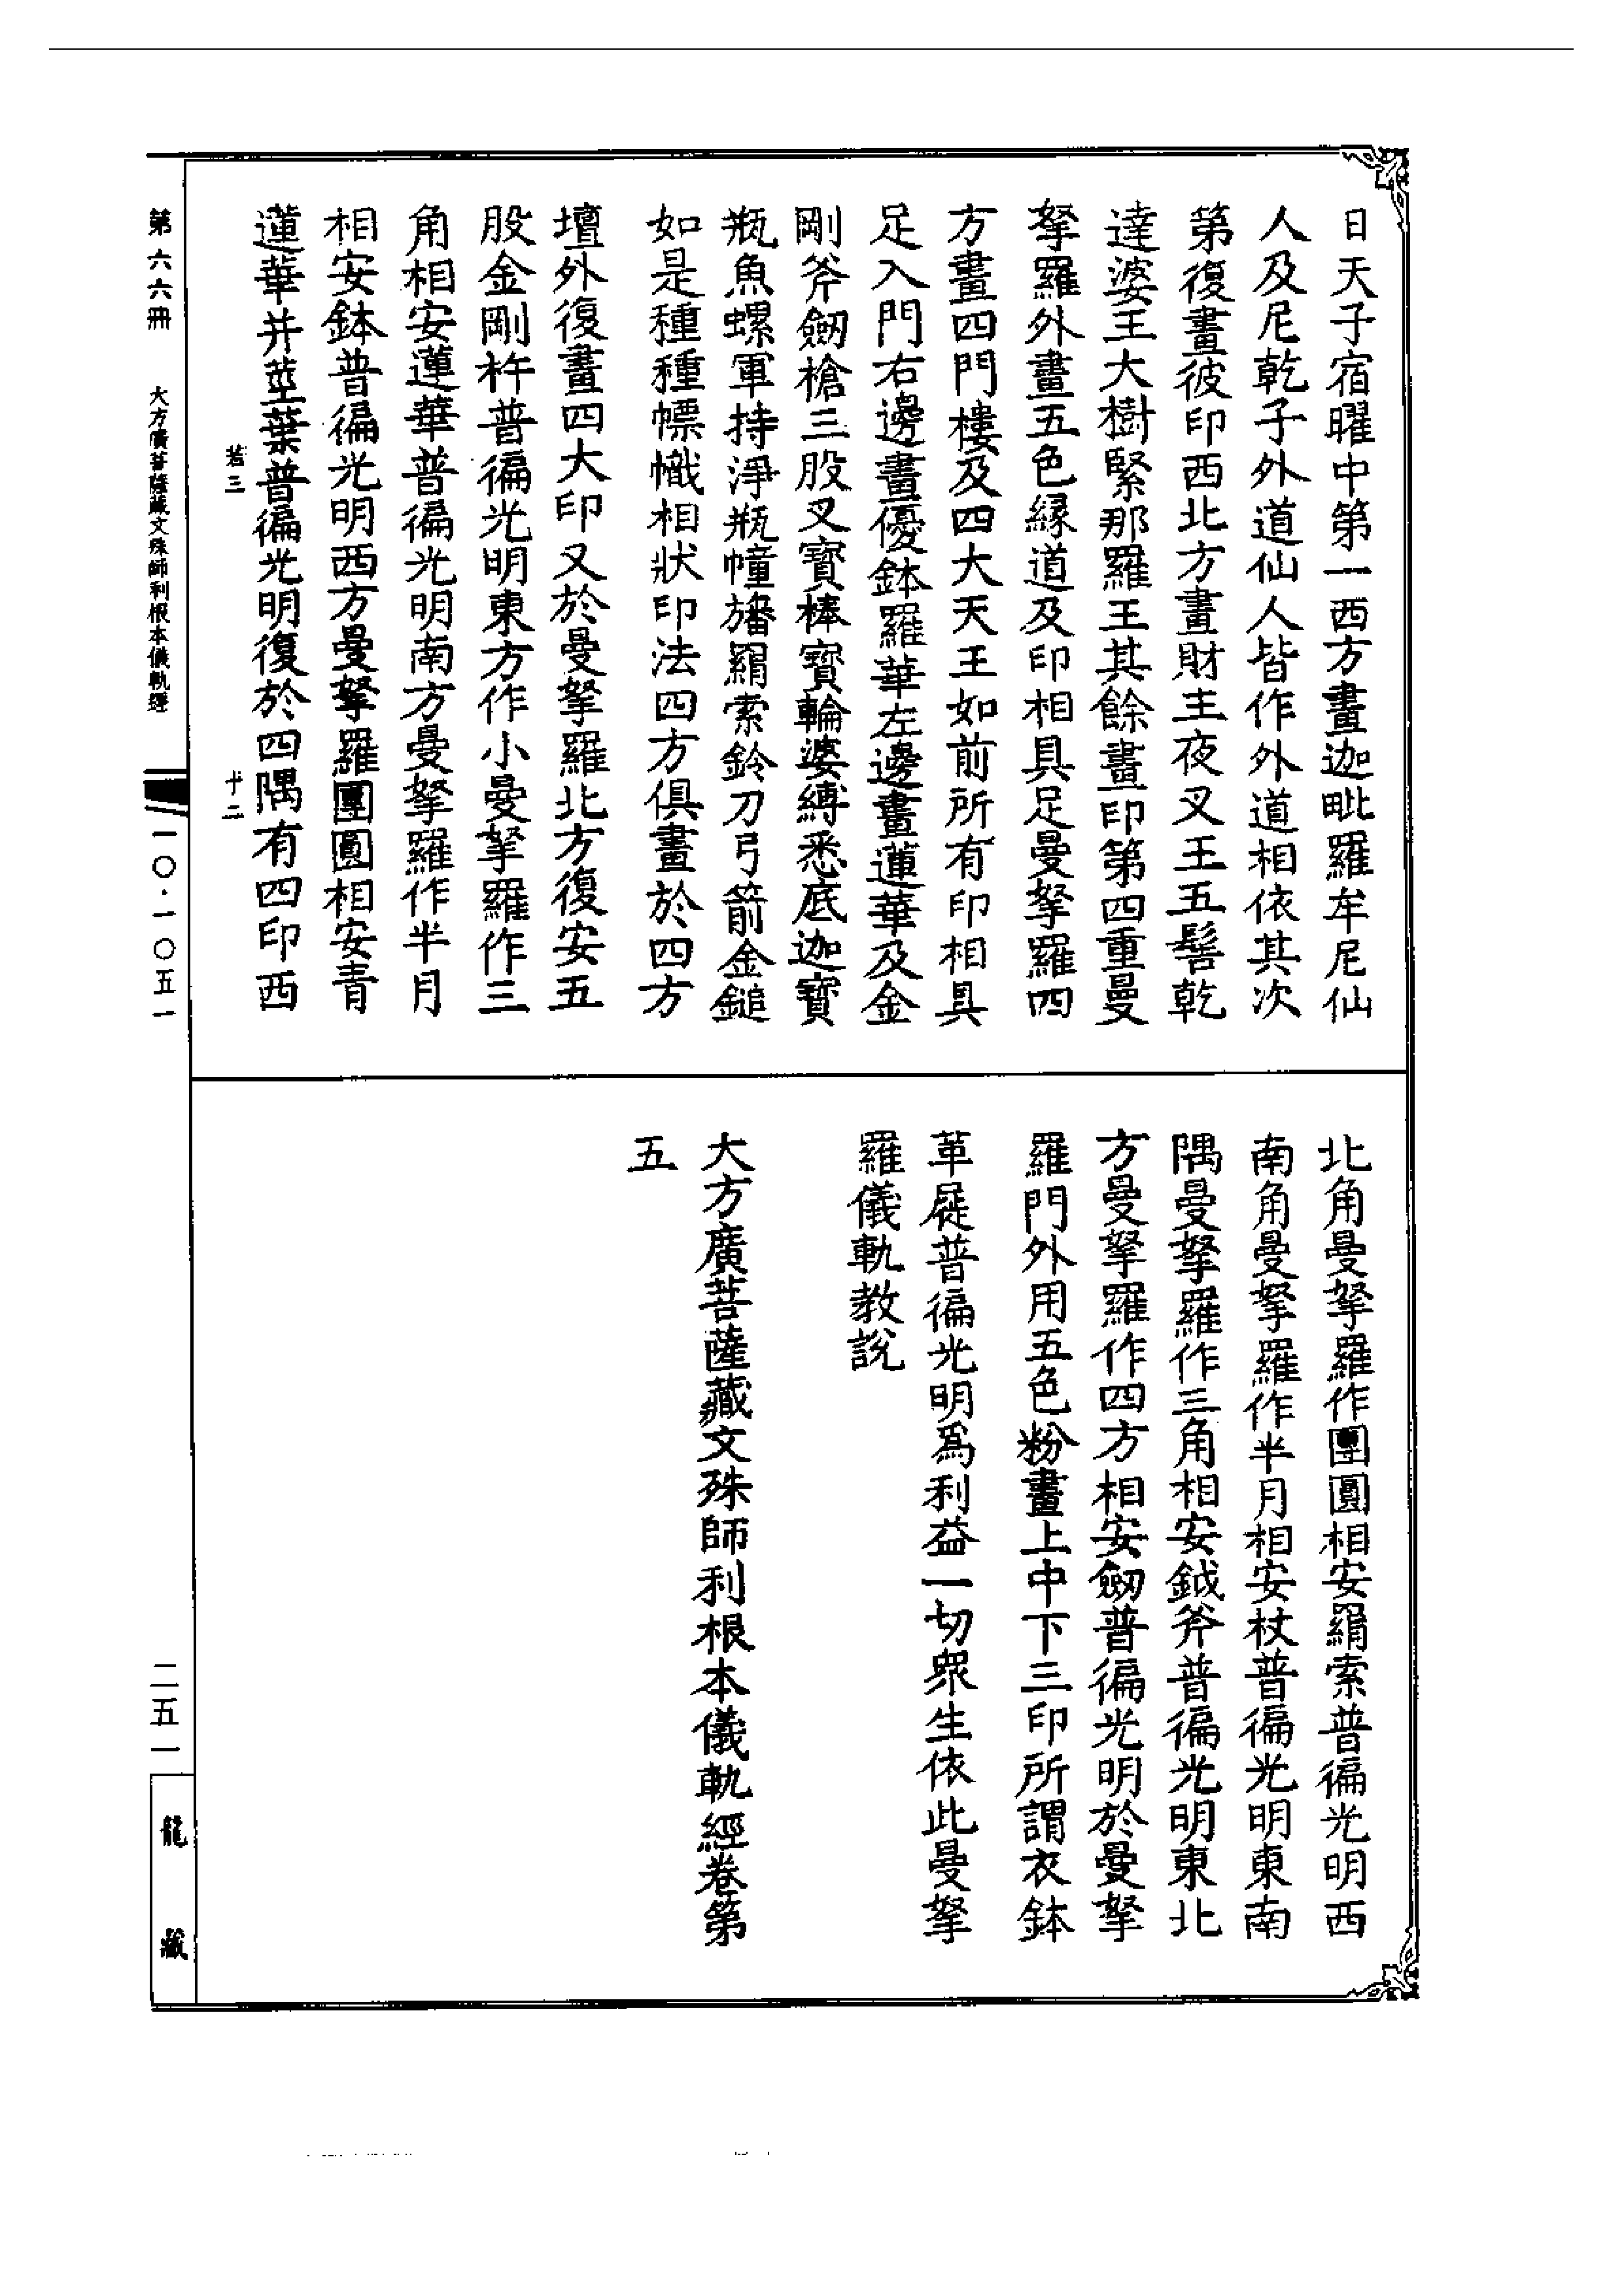 日天子宿曜中第一西方畫迦毗羅牟尼仙
人及尼乾子外道仙人皆作外道相依其次
第復畫彼印西北方畫財主夜叉王五髻乾
達婆王大樹緊那羅王其餘畫印第四重曼
拏羅外畫五色緣道及印相具足曼拏羅四
方畫四門樓及四大天王如前所有印相具
足入門右邊畫優鉢羅華左邊畫蓮華及金
剛斧劒槍三股叉寶棒寶輪婆縛悉底迦寶
瓶魚螺軍持淨瓶幢旛羂索鈴刀弓箭金鎚
如是種種幖幟相狀印法四方俱畫於四方
壇外復畫四大印又於曼拏羅北方復安五
股金剛杵普徧光明東方作小曼拏羅作三
角相安蓮華普徧光明南方曼拏羅作半月
相安鉢普徧光明西方曼拏羅團圓相安青
蓮華并莖葉普徧光明復於四隅有四印西
北角曼拏羅作團圓相安羂索普徧光明西
南角曼拏羅作半月相安杖普徧光明東南
隅曼拏羅作三角相安鉞斧普徧光明東北
方曼拏羅作四方相安劒普徧光明於曼拏
羅門外用五色粉畫上中下三印所謂衣鉢
革屣普徧光明爲利益一切衆生依此曼拏
羅儀軌教說
大方廣菩薩藏文殊師利根本儀軌經卷第
五
若三 十二
第六六冊 大方廣菩薩藏文殊師利根本儀軌經 一〇·一〇五一
二五一
龍藏